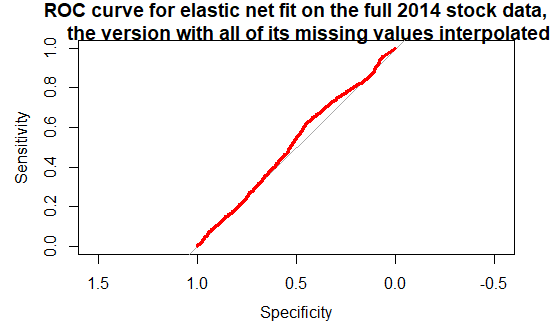 ROC curve for elastic net fit on the full 2014 stock data,
the version with all of its missing values interpolated
Sensitivity
1.0
0.8
0.6
0.4
0.2
0.0
1.5 1.0 0.5 0.0 -0.5
Specificity